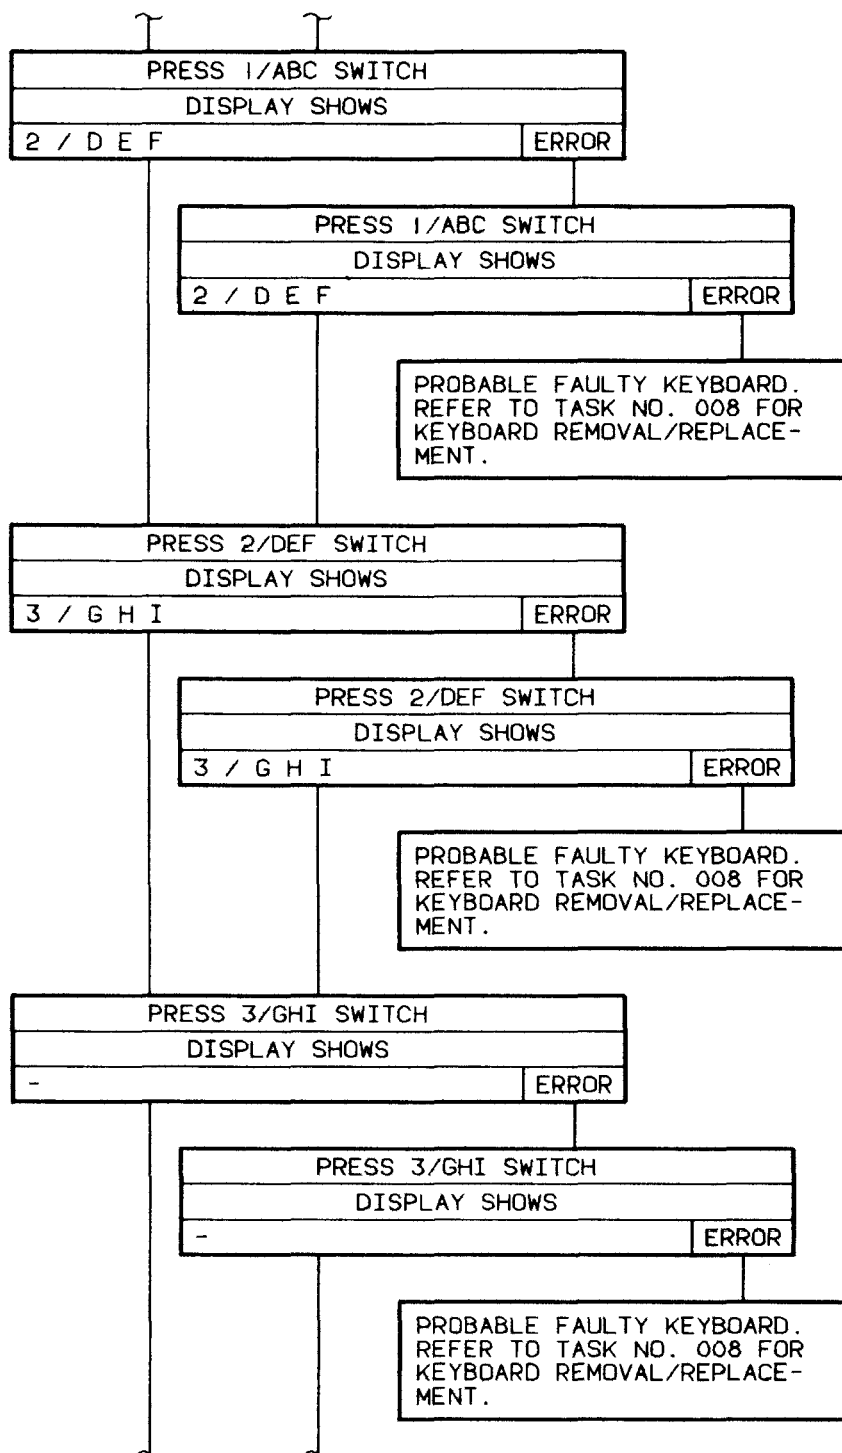 PRESS 1/ABC SWITCH
DISPLAY SHOWS
2 / D E F
ERROR
PRESS 1/ABC SWITCH
DISPLAY SHOWS
2 / D E F
ERROR
PROBABLE FAULTY KEYBOARD.
REFER TO TASK NO. 008 FOR
KEYBOARD REMOVAL/REPLACE-
MENT.
PRESS 2/DEF SWITCH
DISPLAY SHOWS
3 / G H I
ERROR
PRESS 2/DEF SWITCH
DISPLAY SHOWS
3 / G H I
ERROR
PROBABLE FAULTY KEYBOARD.
REFER TO TASK NO. 008 FOR
KEYBOARD REMOVAL/REPLACE-
MENT.
PRESS 3/GHI SWITCH
DISPLAY SHOWS
-
ERROR
PRESS 3/GHI SWITCH
DISPLAY SHOWS
-
ERROR
PROBABLE FAULTY KEYBOARD.
REFER TO TASK NO. 008 FOR
KEYBOARD REMOVAL/REPLACE-
MENT.